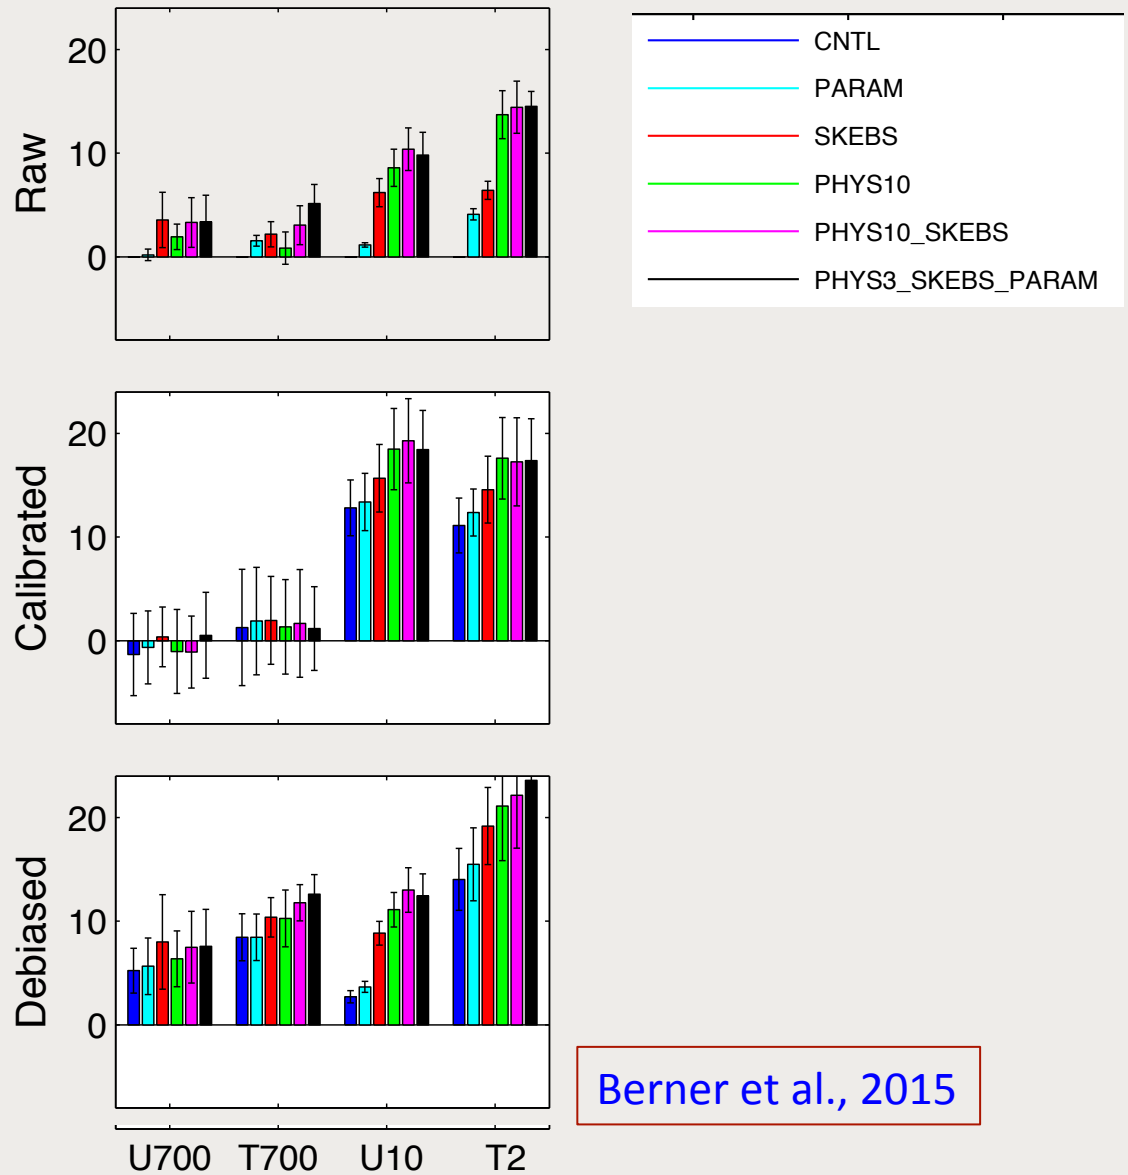 20
10
0
Raw
CNTL
PARAM
SKEBS
PHYS10
PHYS10_SKEBS
PHYS3_SKEBS_PARAM
20
10
0
Calibrated
20
10
0
Debiased
U700 T700 U10 T2
Berner et al., 2015